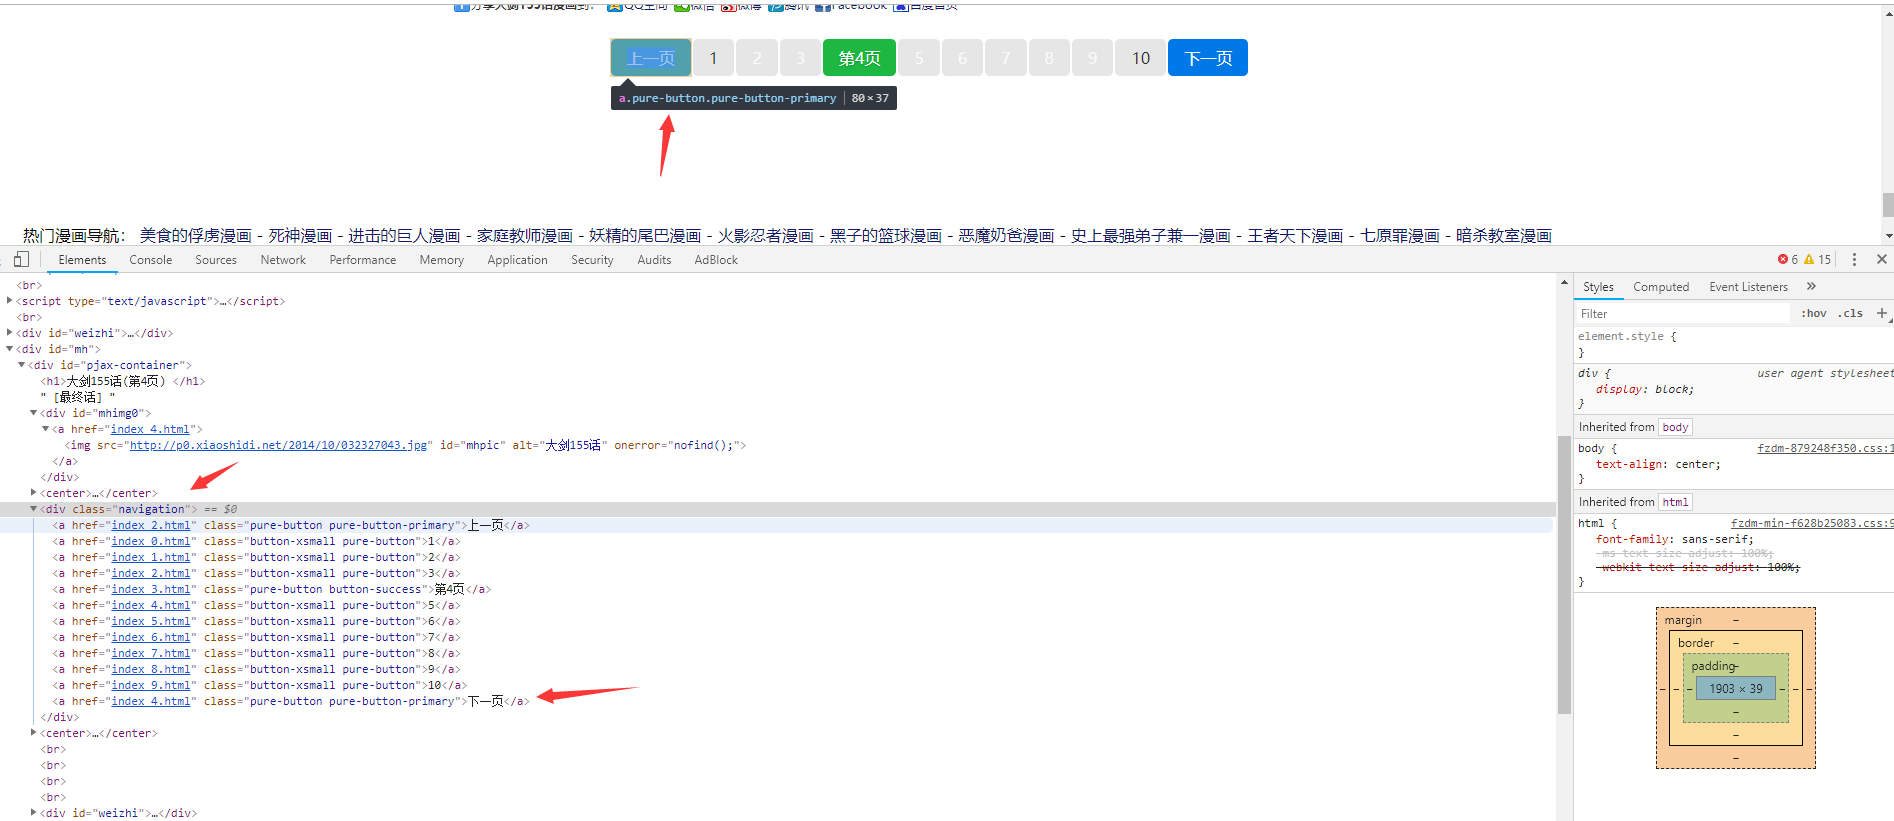 分享大剑155话漫画到： QQ空间 微信 微博 腾讯 Facebook 百度首页
上一页 1 2 3 第4页 5 6 7 8 9 10 下一页
a.pure-button.pure-button-primary 80×37
热门漫画导航： 美食的俘虏漫画 - 死神漫画 - 进击的巨人漫画 - 家庭教师漫画 - 妖精的尾巴漫画 - 火影忍者漫画 - 黑子的篮球漫画 - 恶魔奶爸漫画 - 史上最强弟子兼一漫画 - 王者天下漫画 - 七原罪漫画 - 暗杀教室漫画
Elements Console Sources Network Performance Memory Application Security Audits AdBlock 6 15
<br>
<script type="text/javascript">…</script>
<br>
<div id="weizhi">…</div>
<div id="mh">
<div id="pjax-container">
<h1>大剑155话(第4页) </h1>
" [最终话] "
<div id="mhimg0">
<a href="index_4.html">
<img src="http://p0.xiaoshidi.net/2014/10/032327043.jpg" id="mhpic" alt="大剑155话" onerror="nofind();">
</a>
</div>
<center>…</center>
<div class="navigation"> == $0
<a href="index_2.html" class="pure-button pure-button-primary">上一页</a>
<a href="index_0.html" class="button-xsmall pure-button">1</a>
<a href="index_1.html" class="button-xsmall pure-button">2</a>
<a href="index_2.html" class="button-xsmall pure-button">3</a>
<a href="index_3.html" class="pure-button button-success">第4页</a>
<a href="index_4.html" class="button-xsmall pure-button">5</a>
<a href="index_5.html" class="button-xsmall pure-button">6</a>
<a href="index_6.html" class="button-xsmall pure-button">7</a>
<a href="index_7.html" class="button-xsmall pure-button">8</a>
<a href="index_8.html" class="button-xsmall pure-button">9</a>
<a href="index_9.html" class="button-xsmall pure-button">10</a>
<a href="index_4.html" class="pure-button pure-button-primary">下一页</a>
</div>
<center>…</center>
<br>
<br>
<br>
<br>
<div id="weizhi">…</div>
Styles Computed Event Listeners »
Filter :hov .cls +
element.style {
}
div { user agent stylesheet
display: block;
}
Inherited from body
body { fzdm-879248f350.css:1
text-align: center;
}
Inherited from html
html { fzdm-min-f628b25083.css:9
font-family: sans-serif;
-ms-text-size-adjust: 100%;
-webkit-text-size-adjust: 100%;
}
margin –
border –
padding –
– – – 1903 × 39 – – –
–
–
–